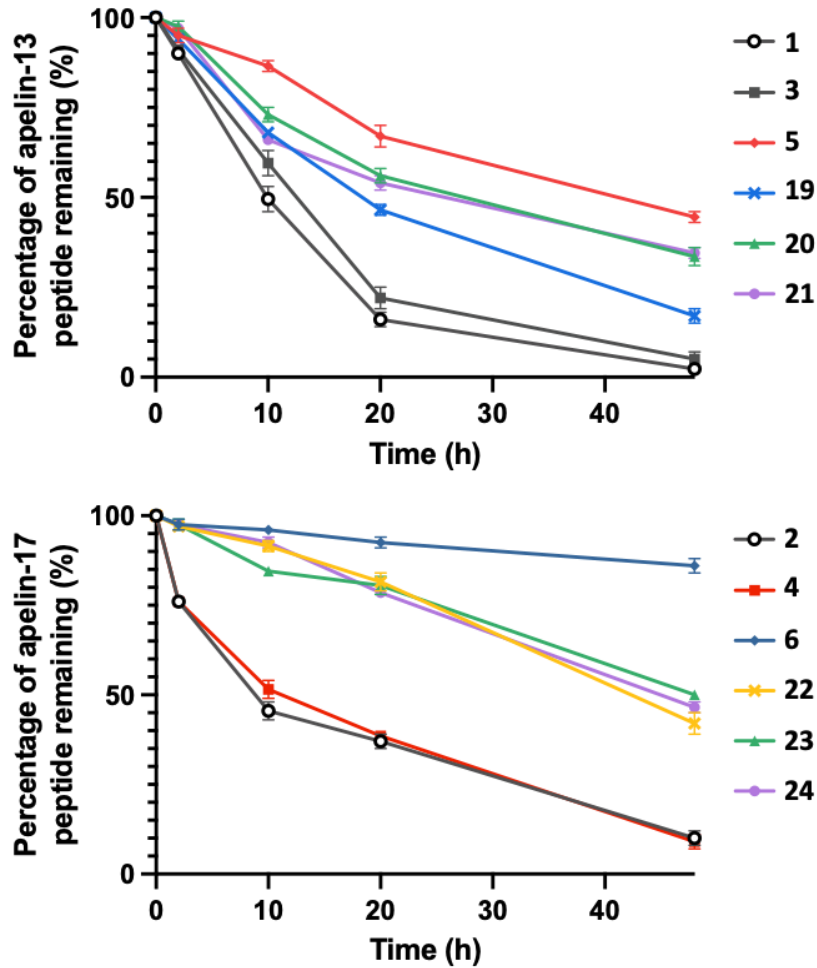 Percentage of apelin-13
peptide remaining (%)
100
50
0
0 10 20 30 40
Time (h)
1
3
5
19
20
21
Percentage of apelin-17
peptide remaining (%)
100
50
0
0 10 20 30 40
Time (h)
2
4
6
22
23
24